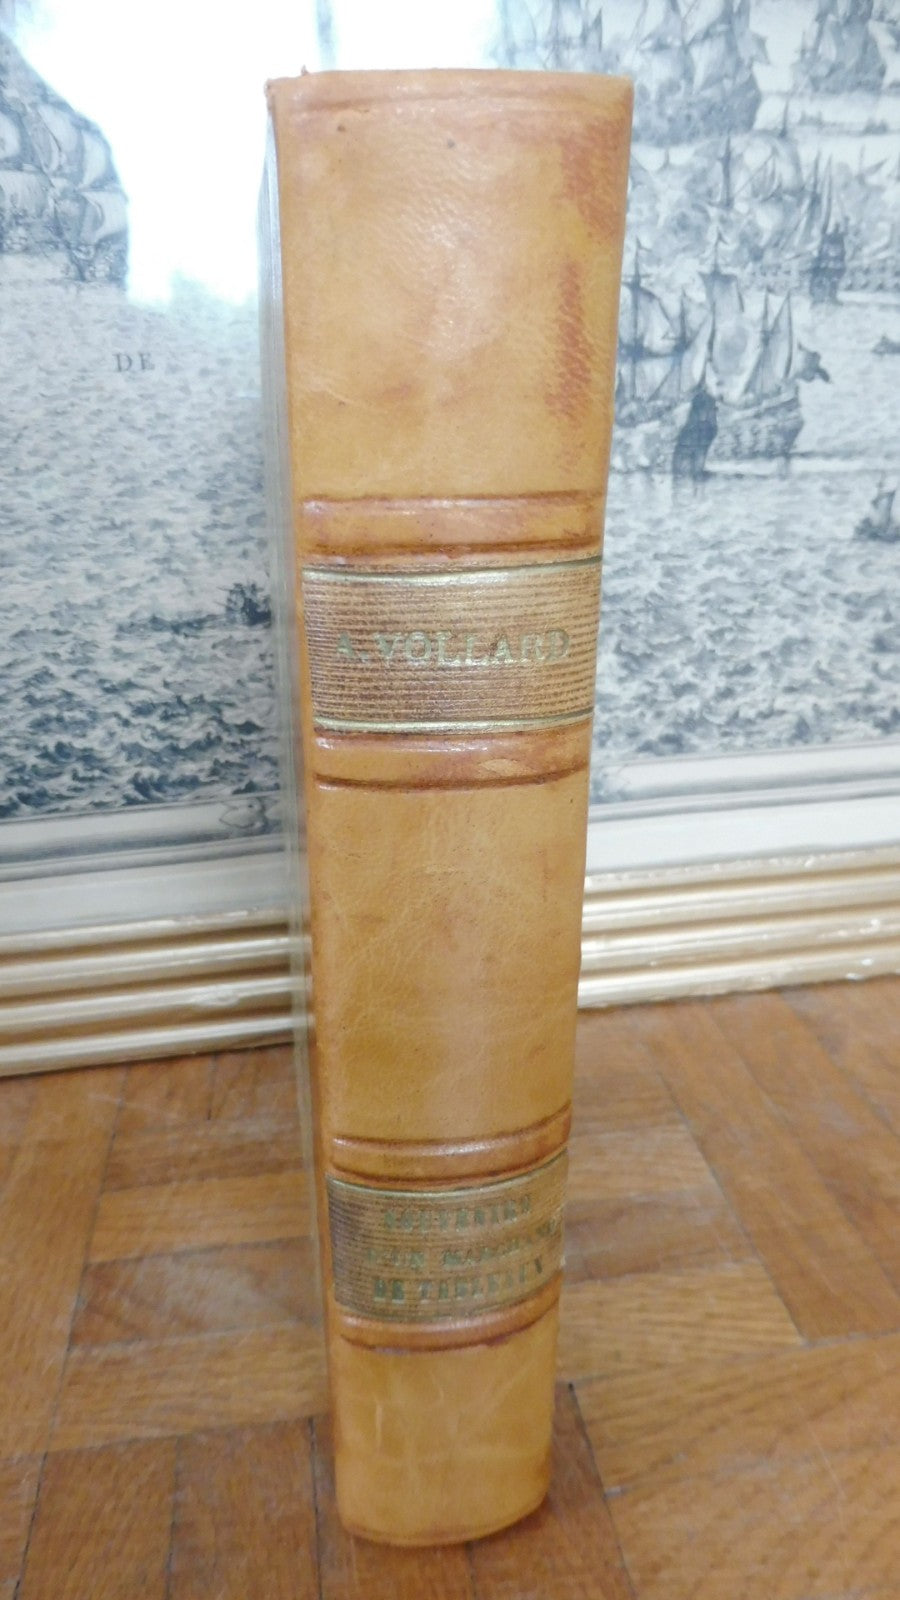 DE
A. VOLLARD
SOUVENIRS
D'UN MARCHAND
DE TABLEAUX